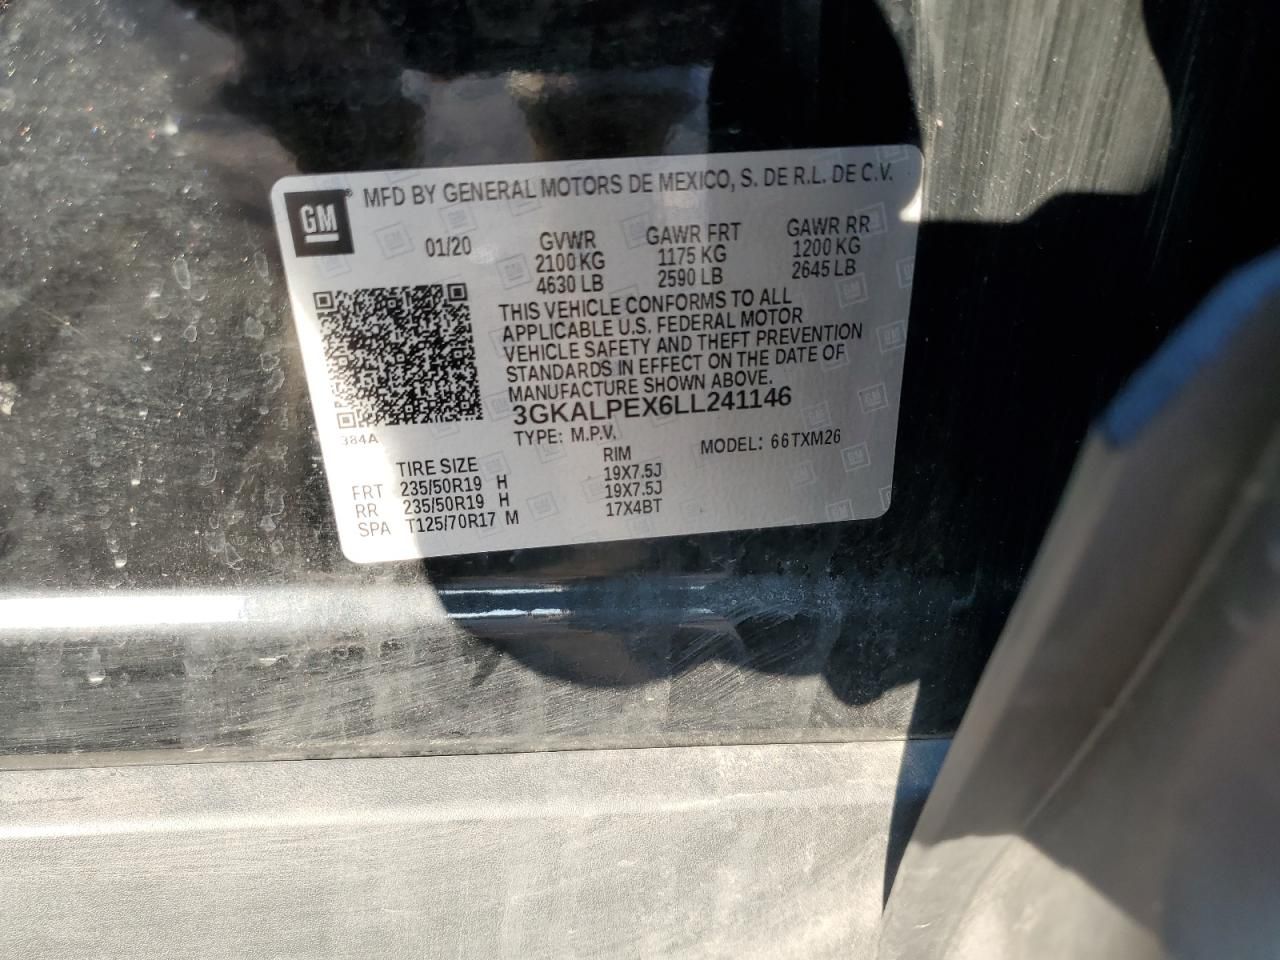 GM® MFD BY GENERAL MOTORS DE MEXICO, S. DE R.L. DE C.V.
01/20 GVWR GAWR FRT GAWR RR
2100 KG 1175 KG 1200 KG
4630 LB 2590 LB 2645 LB
THIS VEHICLE CONFORMS TO ALL
APPLICABLE U.S. FEDERAL MOTOR
VEHICLE SAFETY AND THEFT PREVENTION
STANDARDS IN EFFECT ON THE DATE OF
MANUFACTURE SHOWN ABOVE.
3GKALPEX6LL241146
384A
TYPE: M.P.V. MODEL: 66TXM26
TIRE SIZE RIM
FRT 235/50R19 H 19X7.5J
RR 235/50R19 H 19X7.5J
SPA T125/70R17 M 17X4BT